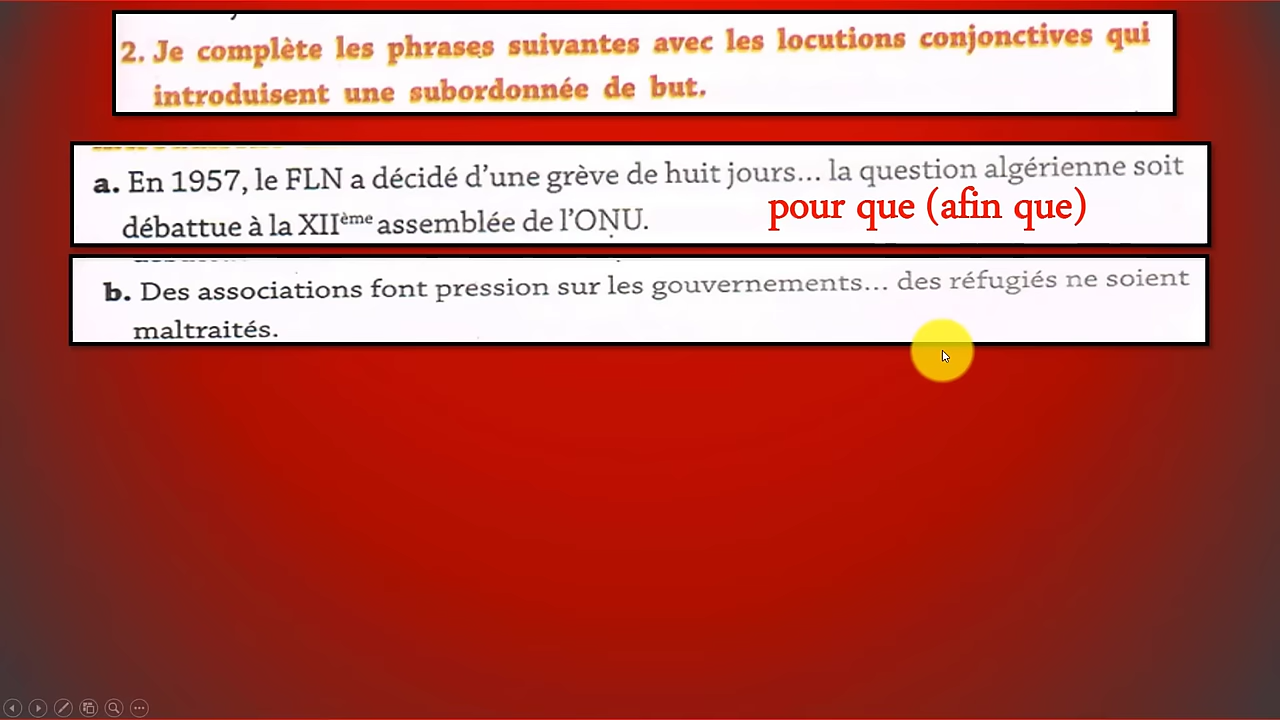 2. Je complète les phrases suivantes avec les locutions conjonctives qui
introduisent une subordonnée de but.
a. En 1957, le FLN a décidé d'une grève de huit jours... la question algérienne soit
débattue à la XIIème assemblée de l'ONU.
pour que (afin que)
b. Des associations font pression sur les gouvernements... des réfugiés ne soient
maltraités.